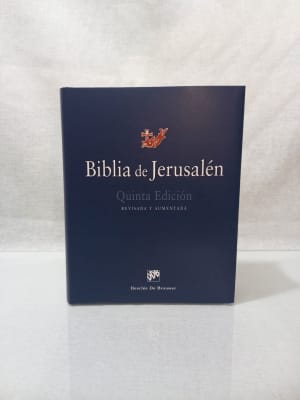 Biblia de Jerusalén
Quinta Edición
REVISADA Y AUMENTADA
Desclée De Brouwer